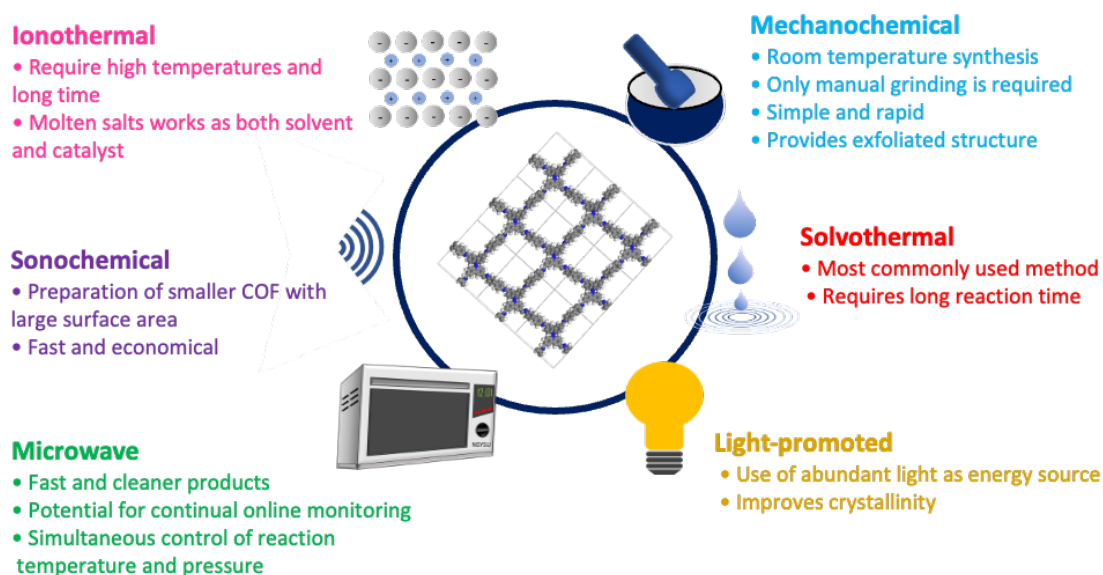 Ionothermal
• Require high temperatures and
long time
• Molten salts works as both solvent
and catalyst
Mechanochemical
• Room temperature synthesis
• Only manual grinding is required
• Simple and rapid
• Provides exfoliated structure
Sonochemical
• Preparation of smaller COF with
large surface area
• Fast and economical
Solvothermal
• Most commonly used method
• Requires long reaction time
Microwave
• Fast and cleaner products
• Potential for continual online monitoring
• Simultaneous control of reaction
temperature and pressure
Light-promoted
• Use of abundant light as energy source
• Improves crystallinity